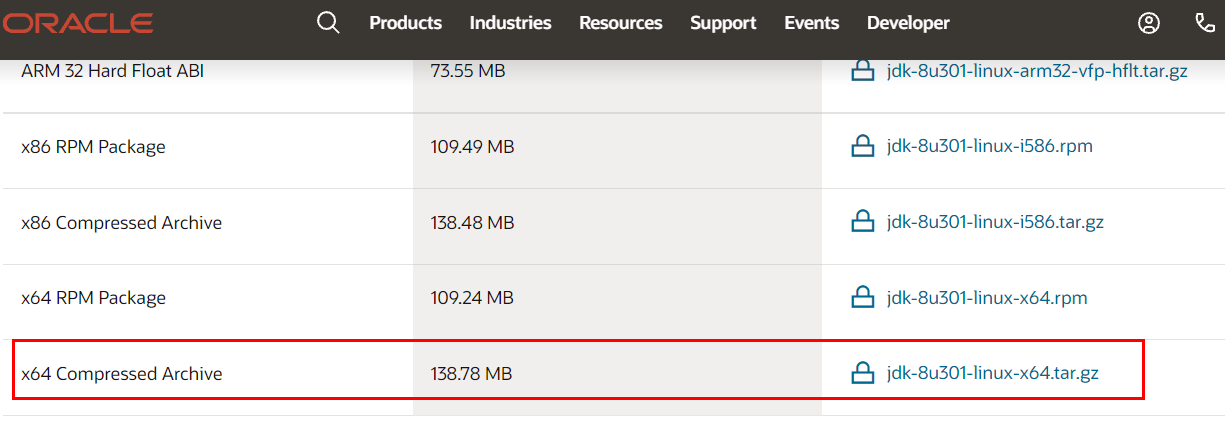 ORACLE Products Industries Resources Support Events Developer
ARM 32 Hard Float ABI 73.55 MB jdk-8u301-linux-arm32-vfp-hflt.tar.gz
x86 RPM Package 109.49 MB jdk-8u301-linux-i586.rpm
x86 Compressed Archive 138.48 MB jdk-8u301-linux-i586.tar.gz
x64 RPM Package 109.24 MB jdk-8u301-linux-x64.rpm
x64 Compressed Archive 138.78 MB jdk-8u301-linux-x64.tar.gz